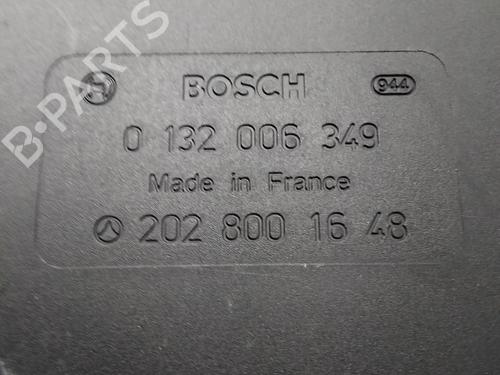 BOSCH 944
0 132 006 349
Made in France
202 800 16 48
B-PARTS